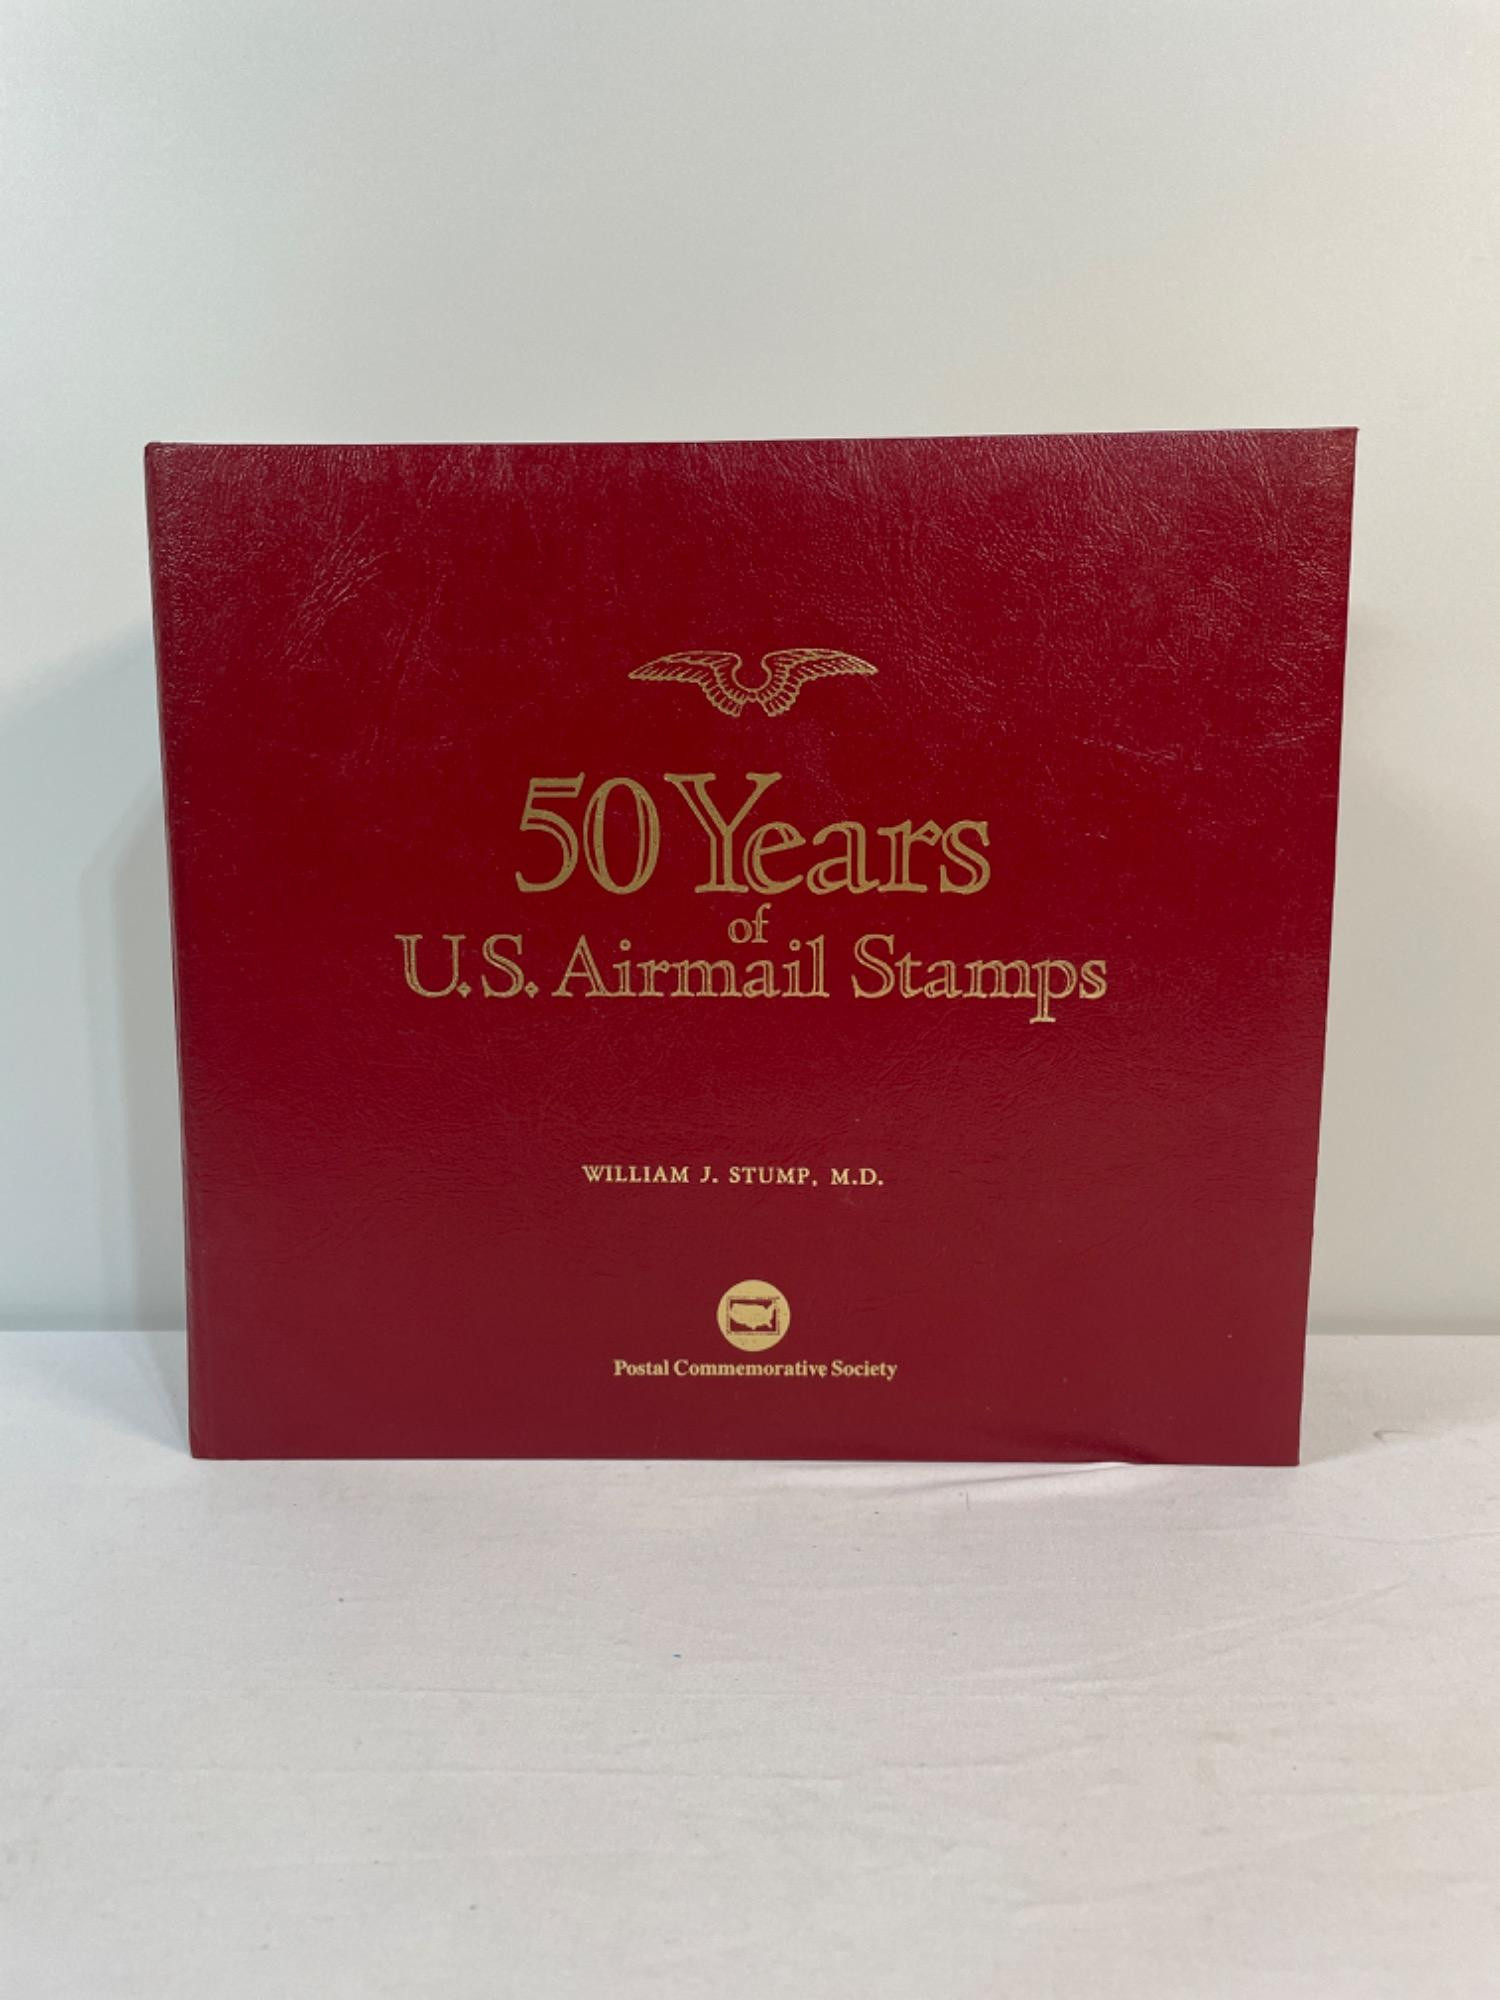 50 Years
of
U.S. Airmail Stamps
WILLIAM J. STUMP, M.D.
Postal Commemorative Society